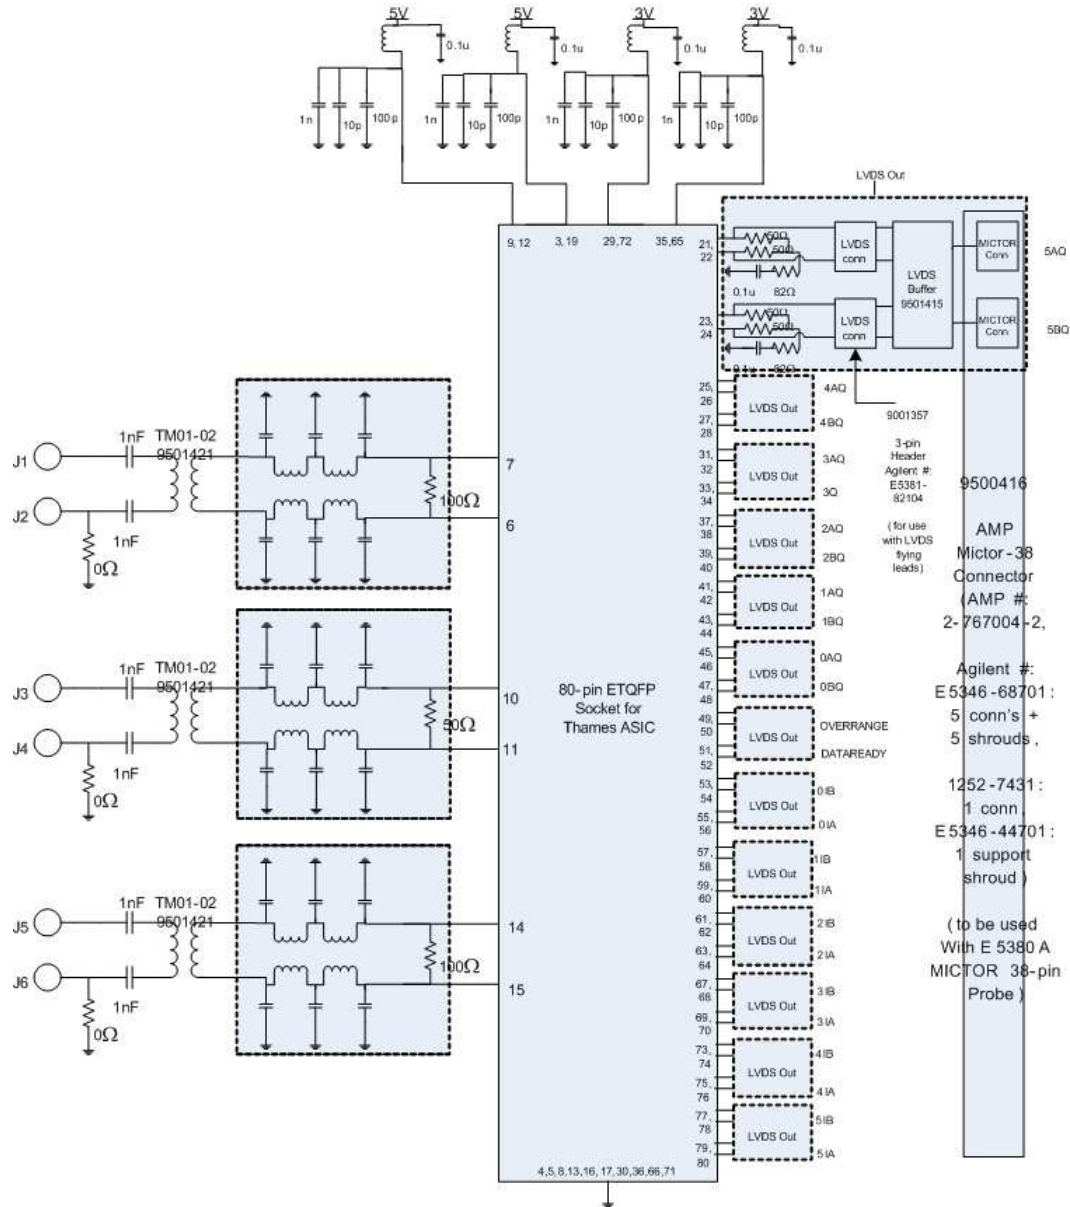 5V 5V 3V 3V
0.1u 0.1u 0.1u 0.1u
1n 10p 100p 1n 10p 100p 1n 10p 100p 1n 10p 100p
LVDS Out
9, 12 3, 19 29,72 35,65
21, 22
50Ω
50Ω
0.1u 82Ω
LVDS conn
LVDS Buffer 9501415
MICTOR Conn
5AQ
23, 24
50Ω
50Ω
0.1u 82Ω
LVDS conn
MICTOR Conn
5BQ
25, 26 27, 28
LVDS Out
4AQ
4BQ
9001357
3-pin
Header
Agilent #:
E5381-
82104
(for use
with LVDS
flying
leads)
31, 32 33, 34
LVDS Out
3AQ
3Q
37, 38 39, 40
LVDS Out
2AQ
2BQ
41, 42 43, 44
LVDS Out
1AQ
1BQ
45, 46 47, 48
LVDS Out
0AQ
0BQ
49, 50 51, 52
LVDS Out
OVERRANGE
DATAREADY
53, 54 55, 56
LVDS Out
0IB
0IA
57, 58 59, 60
LVDS Out
1IB
1IA
61, 62 63, 64
LVDS Out
2IB
2IA
67, 68 69, 70
LVDS Out
3IB
3IA
73, 74 75, 76
LVDS Out
4IB
4IA
77, 78 79, 80
LVDS Out
5IB
5IA
9500416
AMP
Mictor-38
Connector
(AMP #:
2-767004-2,
Agilent #:
E5346-68701:
5 conn's +
5 shrouds,
1252-7431:
1 conn,
E5346-44701:
1 support
shroud)
(to be used
With E5380A
MICTOR 38-pin
Probe)
J1
1nF
TM01-02
9501421
J2
1nF
0Ω
100Ω
7
6
J3
1nF
TM01-02
9501421
J4
1nF
0Ω
50Ω
10
11
J5
1nF
TM01-02
9501421
J6
1nF
0Ω
100Ω
14
15
80-pin ETQFP
Socket for
Thames ASIC
4,5,8,13,16, 17,30,36,66,71